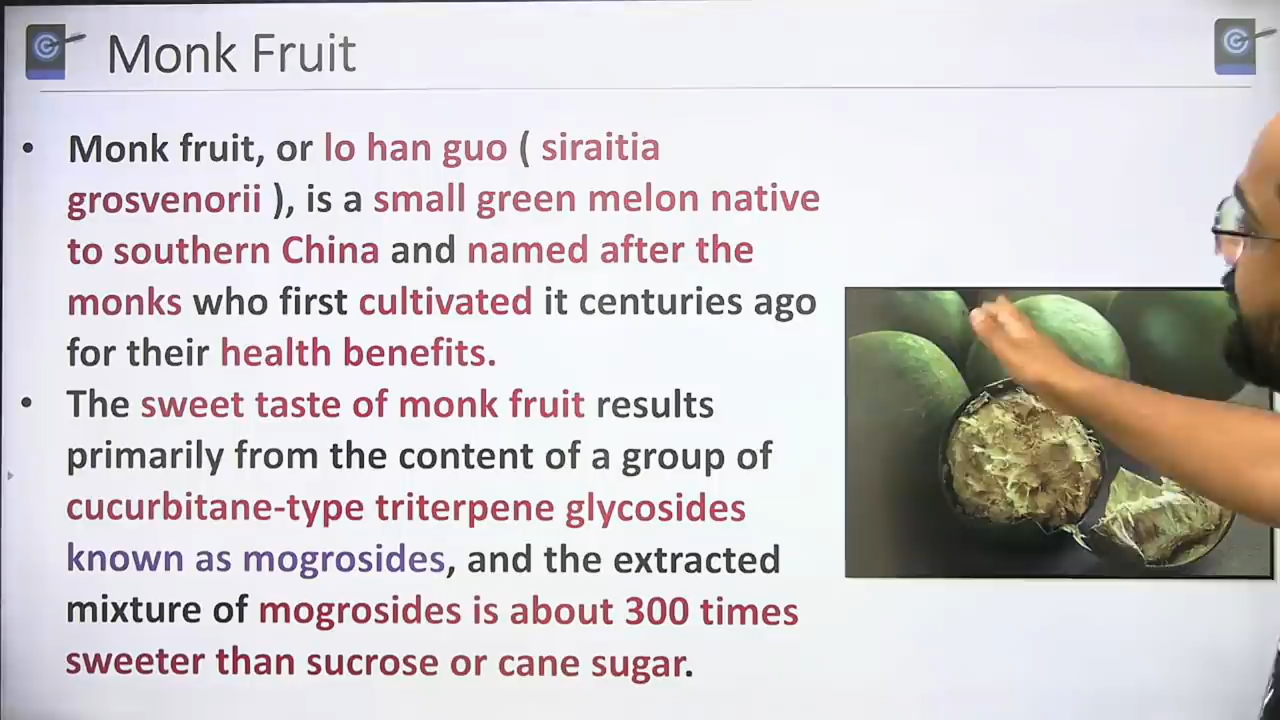 Monk Fruit
• Monk fruit, or lo han guo ( siraitia
grosvenorii ), is a small green melon native
to southern China and named after the
monks who first cultivated it centuries ago
for their health benefits.
• The sweet taste of monk fruit results
primarily from the content of a group of
cucurbitane-type triterpene glycosides
known as mogrosides, and the extracted
mixture of mogrosides is about 300 times
sweeter than sucrose or cane sugar.